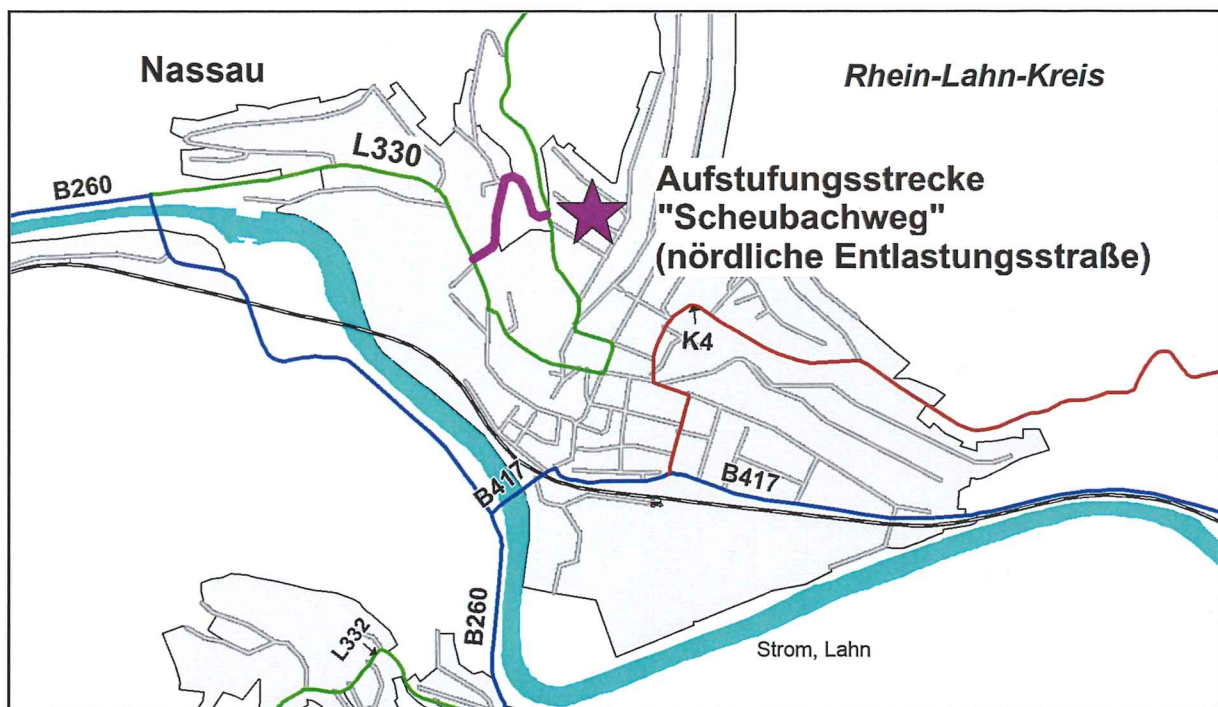 Nassau
Rhein-Lahn-Kreis
L330
B260
Aufstufungsstrecke
"Scheubachweg"
(nördliche Entlastungsstraße)
K4
B417
B417
B260
L332
Strom, Lahn